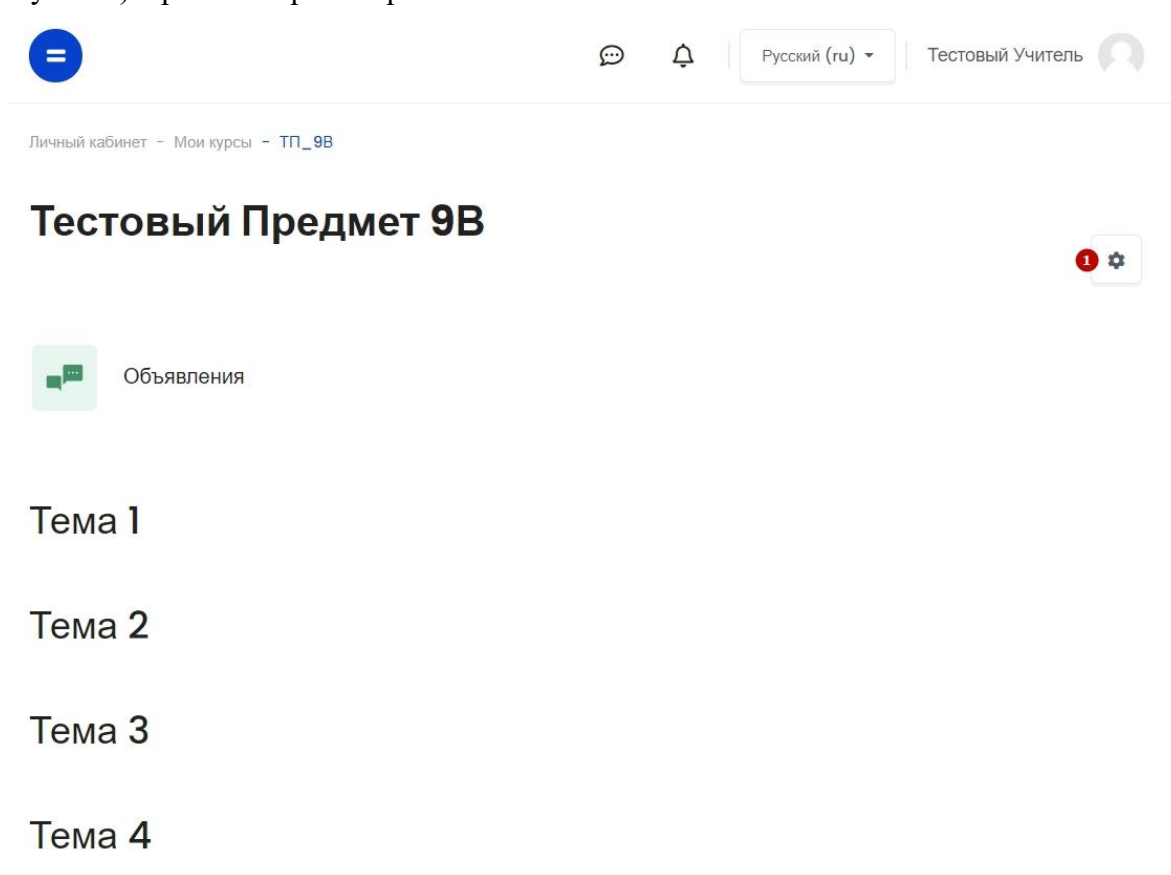 Русский (ru)
Тестовый Учитель
Личный кабинет - Мои курсы - ТП_9В
Тестовый Предмет 9В
1
Объявления
Тема 1
Тема 2
Тема 3
Тема 4